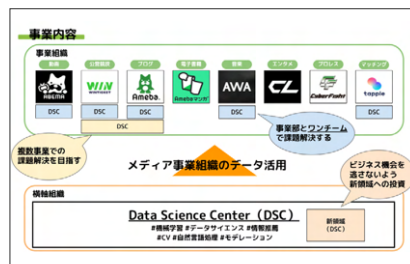 事業内容
事業組織
動画
公営競技
ブログ
電子書籍
音楽
エンタメ
プロレス
マッチング
ABEMA
WIN
WINTICKET
Ameba
Amebaマンガ
AWA
CL
CyberFight
tapple
DSC
DSC
DSC
DSC
DSC
DSC
複数事業での
課題解決を目指す
事業部とワンチーム
で課題解決する
メディア事業組織のデータ活用
ビジネス機会を
逃さないよう
新領域への投資
横軸組織
Data Science Center（DSC）
#機械学習 #データサイエンス #情報推薦
#CV #自然言語処理 #モデレーション
新領域
（DSC）